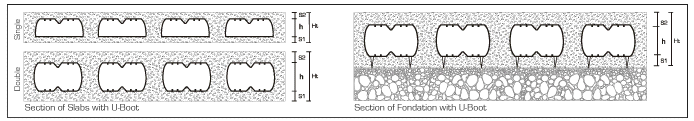 Single
S2
h
Ht
S1
Double
S2
h
Ht
S1
Section of Slabs with U-Boot
S2
h
Ht
S1
Section of Fondation with U-Boot